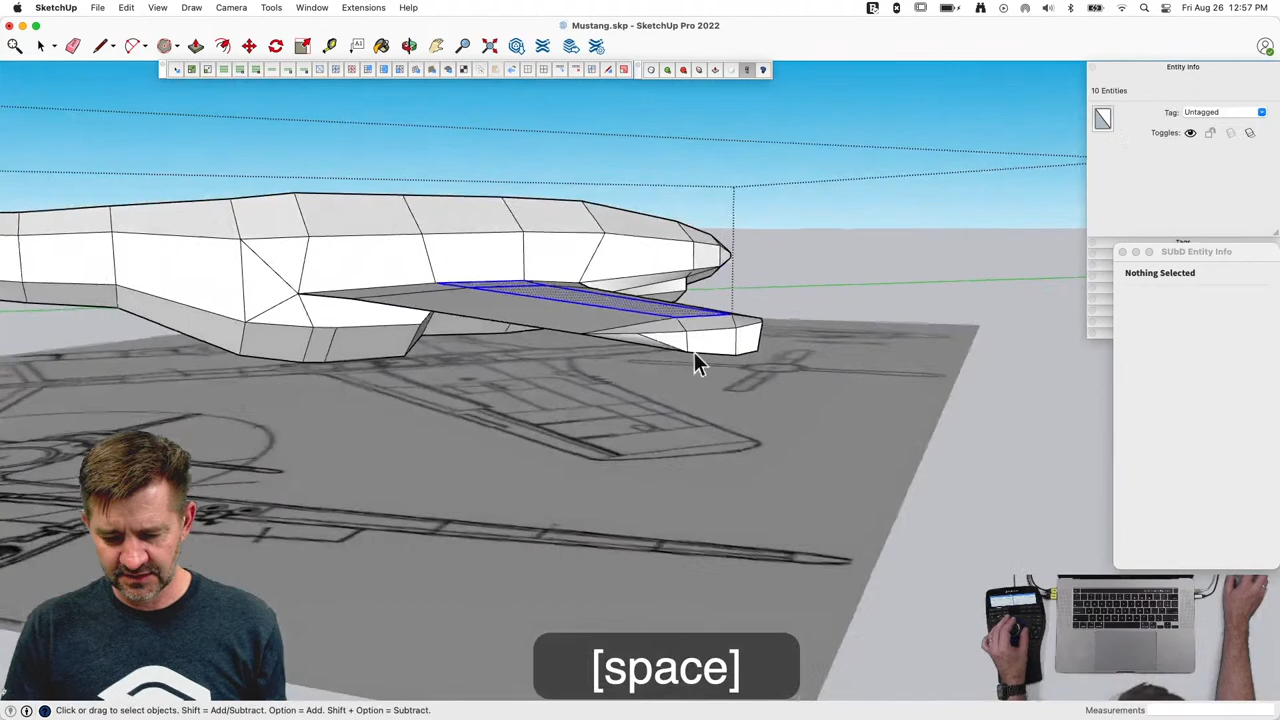 SketchUp File Edit View Draw Camera Tools Window Extensions Help Fri Aug 26 12:57 PM
Mustang.skp - SketchUp Pro 2022
Entity Info
10 Entities
Tag: Untagged
Toggles:
Tags
SUbD Entity Info
Nothing Selected
[space]
Click or drag to select objects. Shift = Add/Subtract. Option = Add. Shift + Option = Subtract.
Measurements